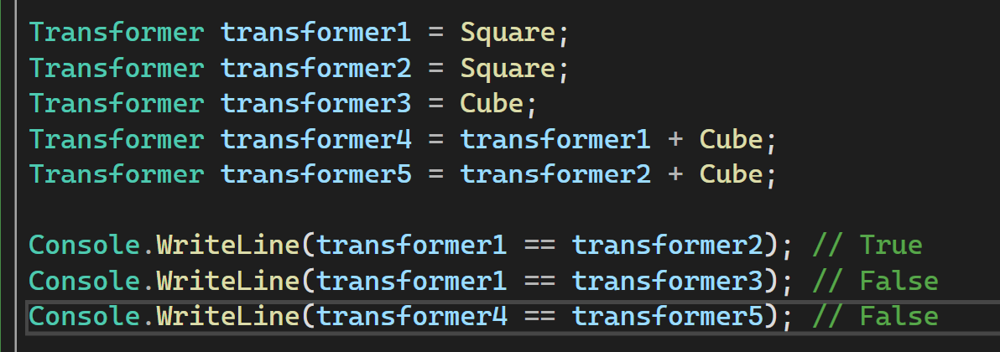 Transformer transformer1 = Square;
Transformer transformer2 = Square;
Transformer transformer3 = Cube;
Transformer transformer4 = transformer1 + Cube;
Transformer transformer5 = transformer2 + Cube;
Console.WriteLine(transformer1 == transformer2); // True
Console.WriteLine(transformer1 == transformer3); // False
Console.WriteLine(transformer4 == transformer5); // False